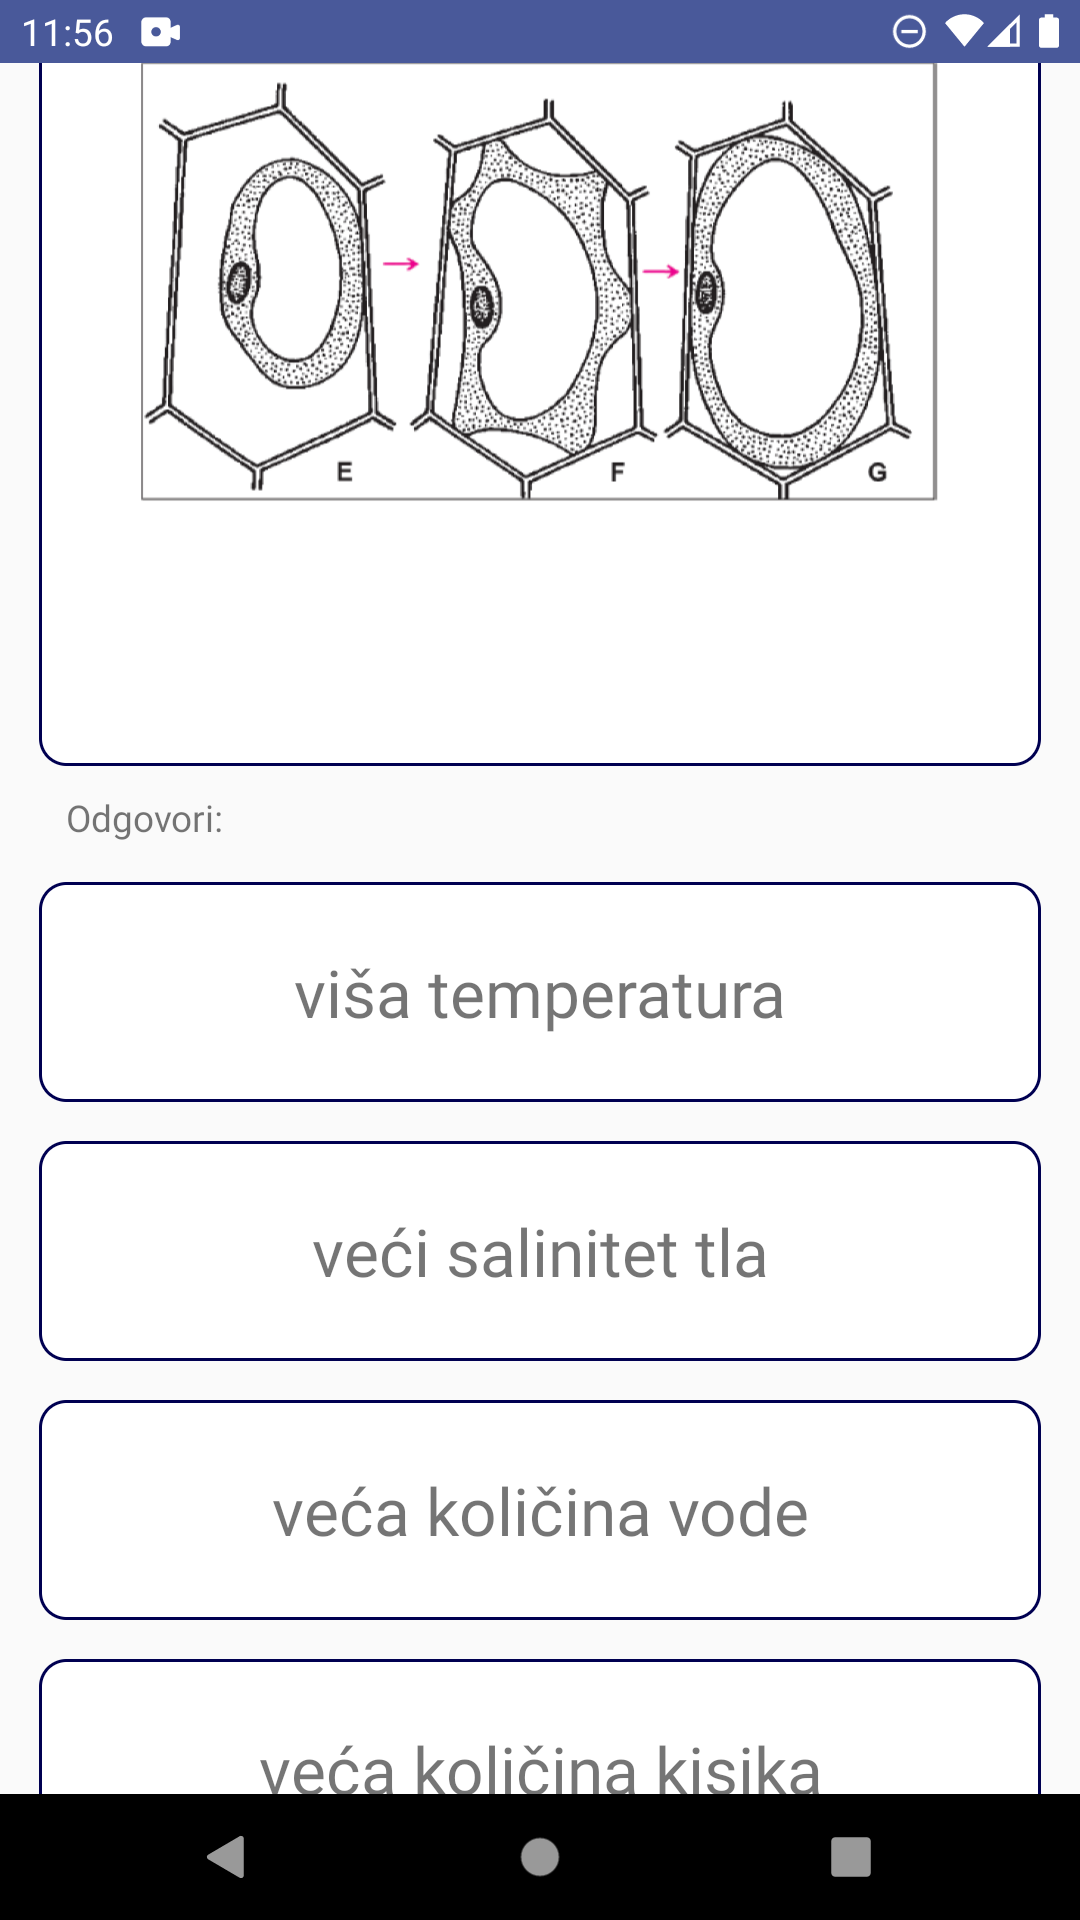 11:56
E F G
Odgovori:
viša temperatura
veći salinitet tla
veća količina vode
veća količina kisika